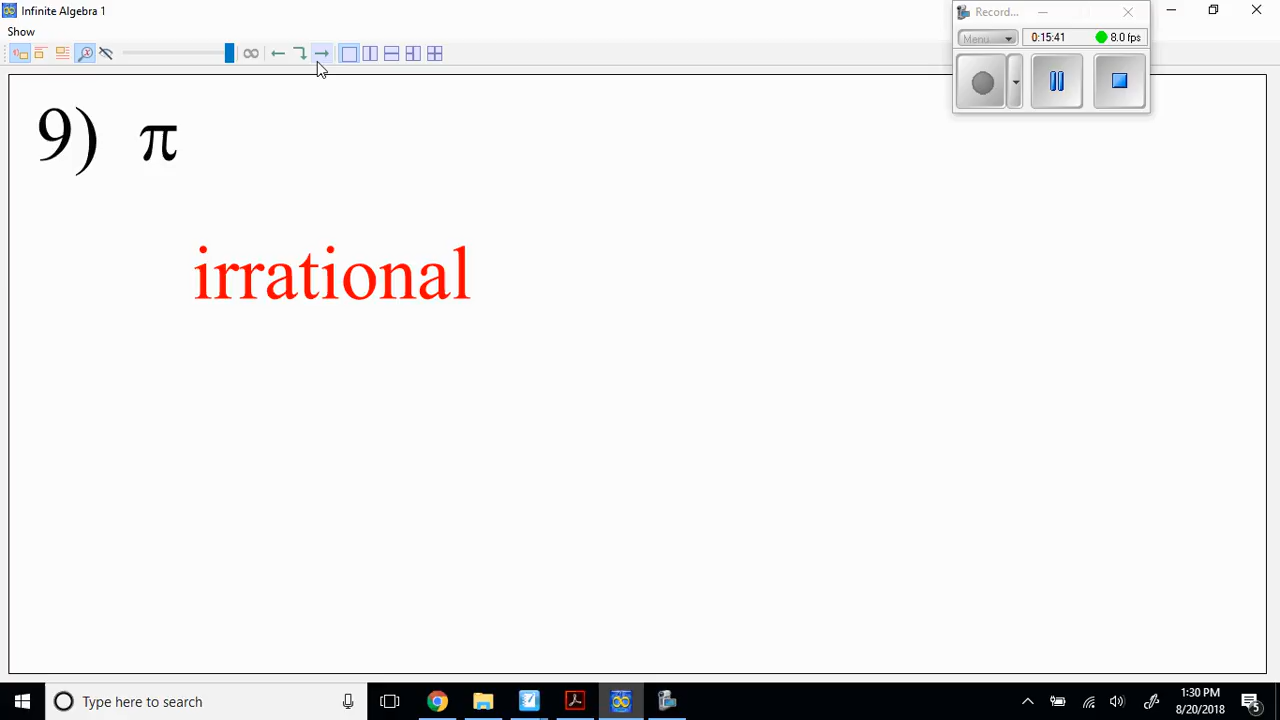 Infinite Algebra 1
Record...
Show
Menu
0:15:41
8.0 fps
9) π
irrational
Type here to search
1:30 PM
8/20/2018
5